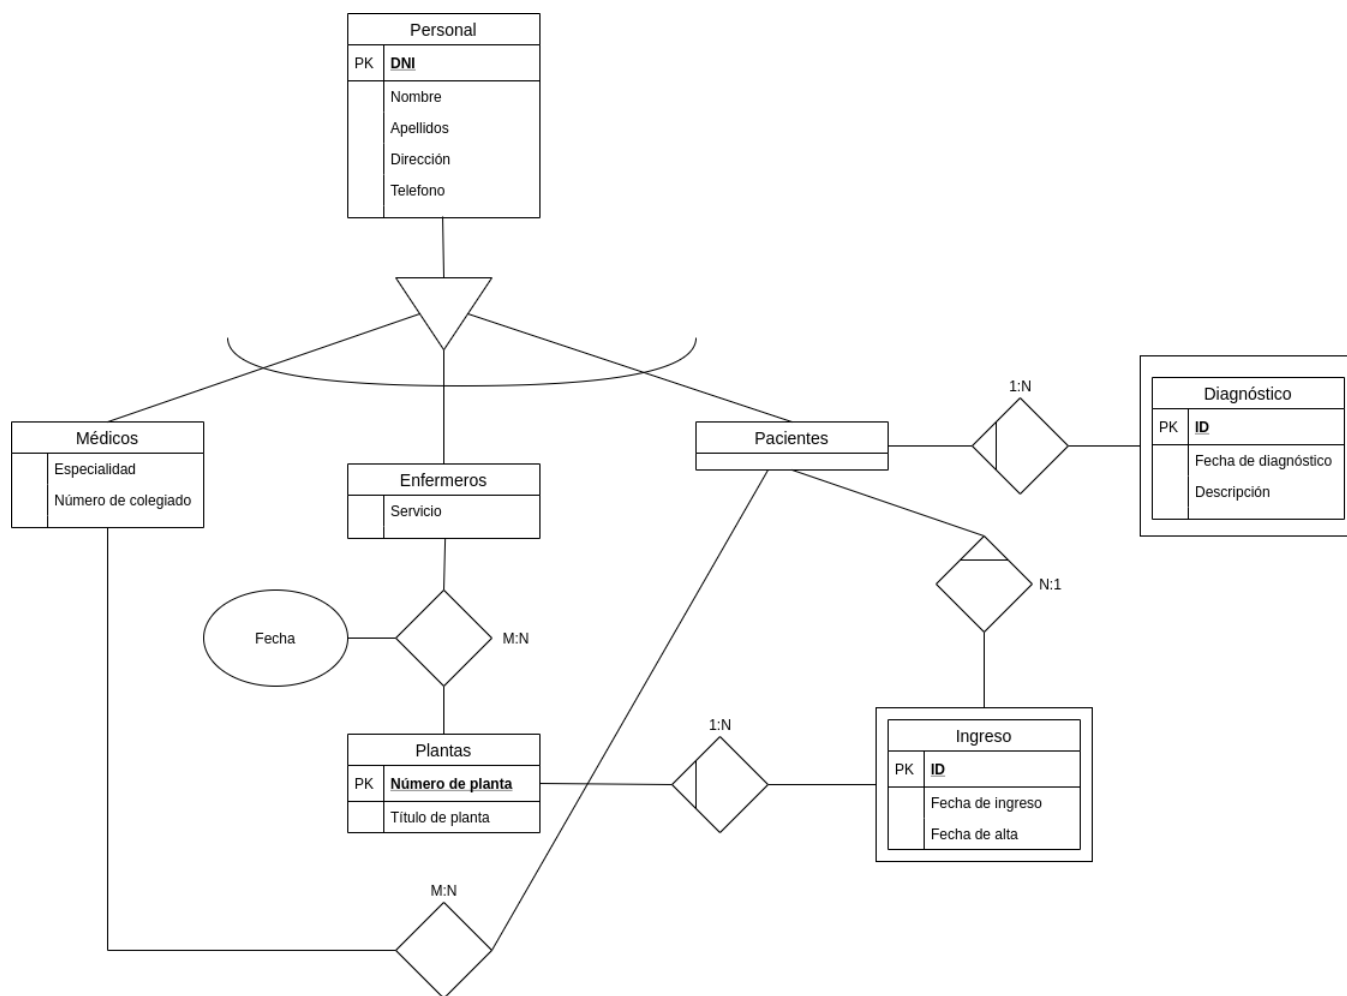 Personal
PK DNI
Nombre
Apellidos
Dirección
Telefono
Médicos
Especialidad
Número de colegiado
Enfermeros
Servicio
Pacientes
1:N
Diagnóstico
PK ID
Fecha de diagnóstico
Descripción
N:1
Fecha
M:N
Plantas
PK Número de planta
Título de planta
1:N
Ingreso
PK ID
Fecha de ingreso
Fecha de alta
M:N